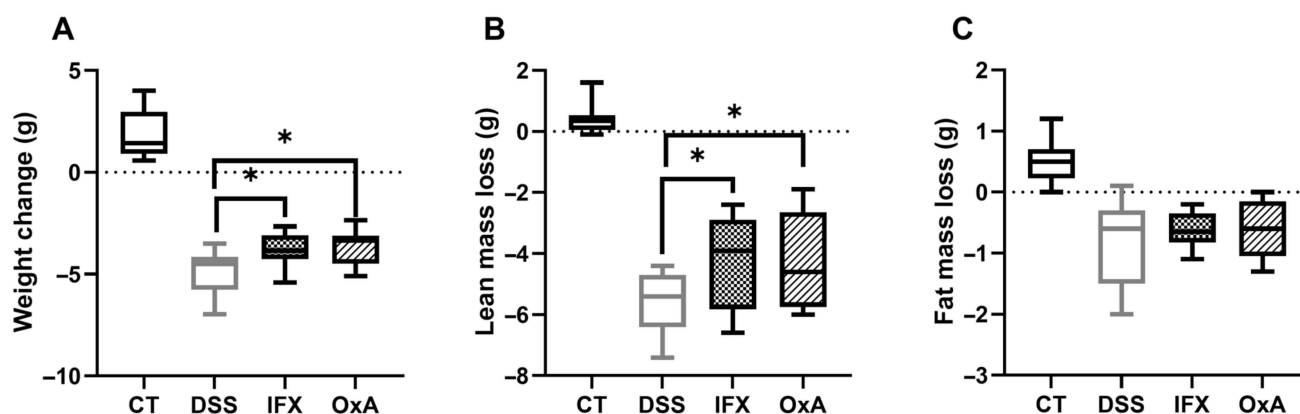 A
Weight change (g)
5
0
−5
−10
*
*
CT DSS IFX OxA
B
Lean mass loss (g)
2
0
−2
−4
−6
−8
*
*
CT DSS IFX OxA
C
Fat mass loss (g)
2
1
0
−1
−2
−3
CT DSS IFX OxA